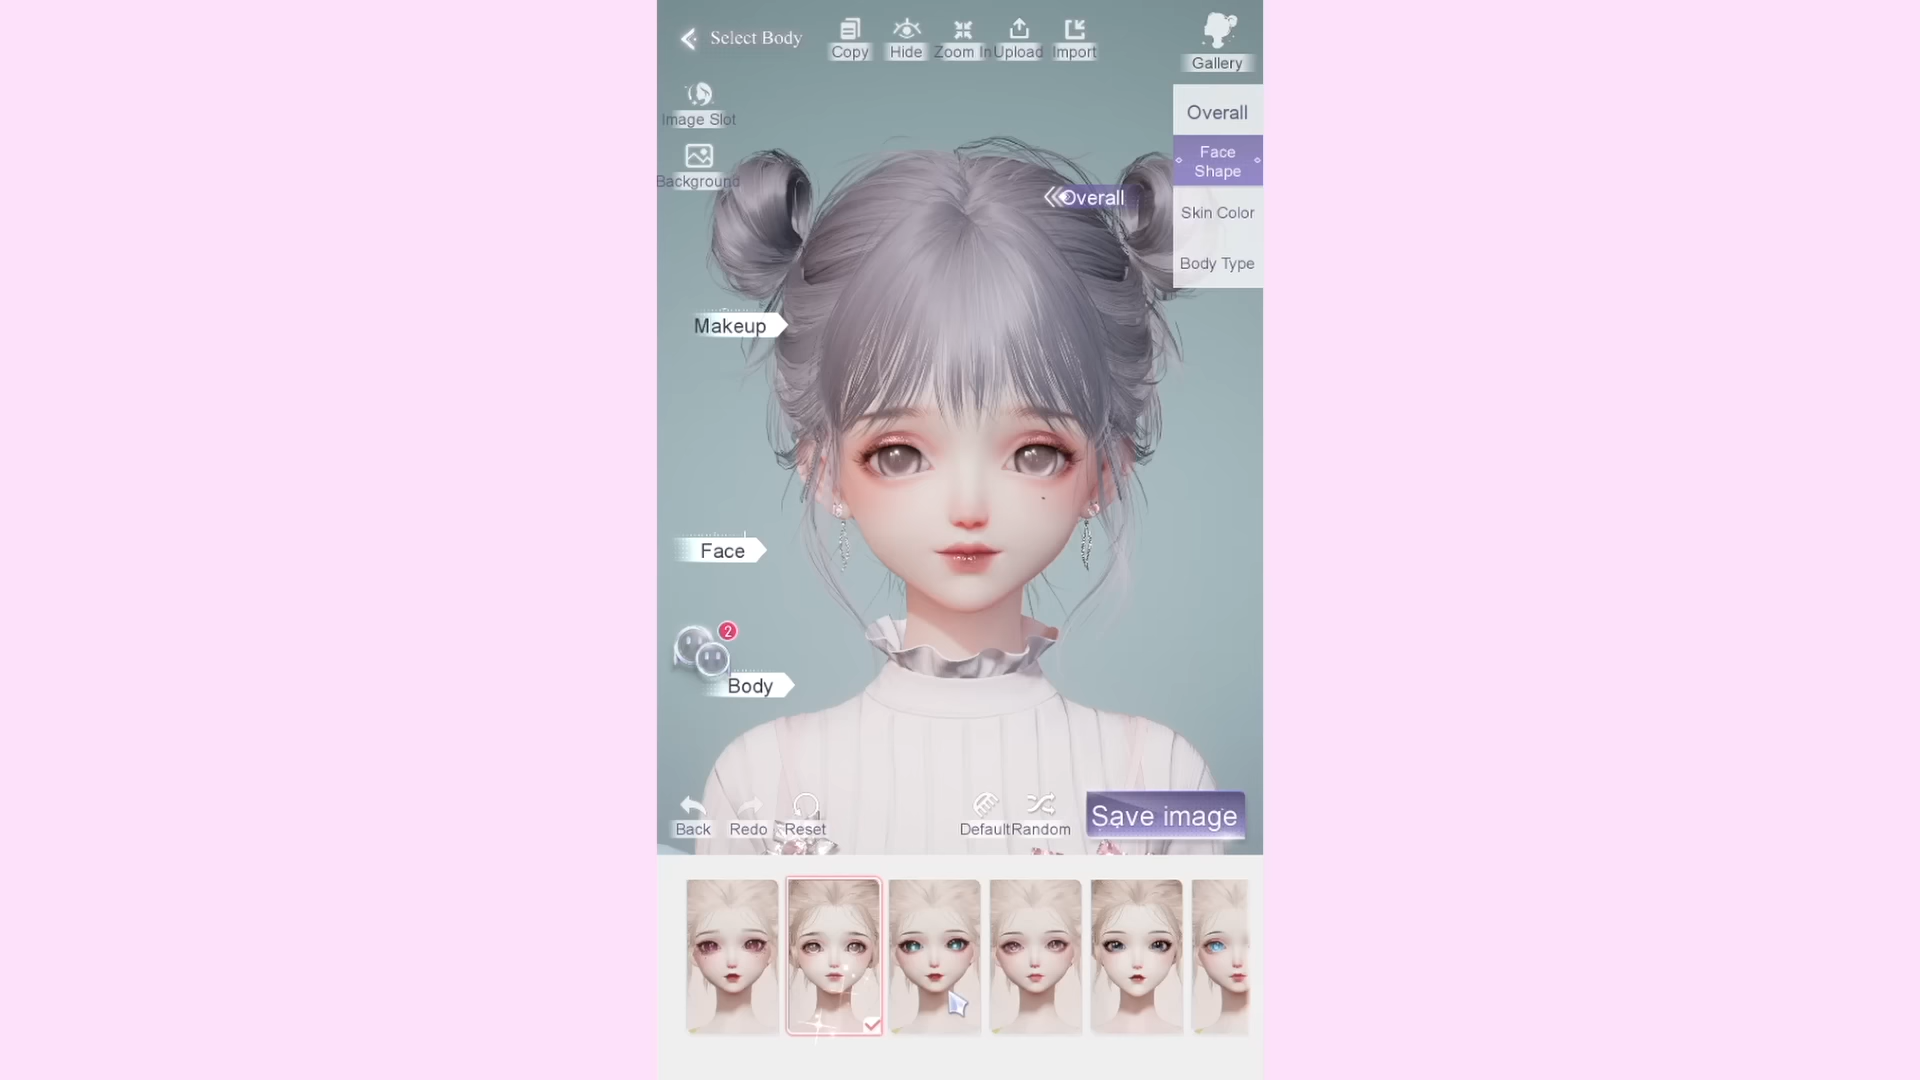 Select Body
Copy
Hide
Zoom In
Upload
Import
Gallery
Image Slot
Background
Overall
Face
Shape
Skin Color
Body Type
Overall
Makeup
Face
2
Body
Back
Redo
Reset
Default
Random
Save image